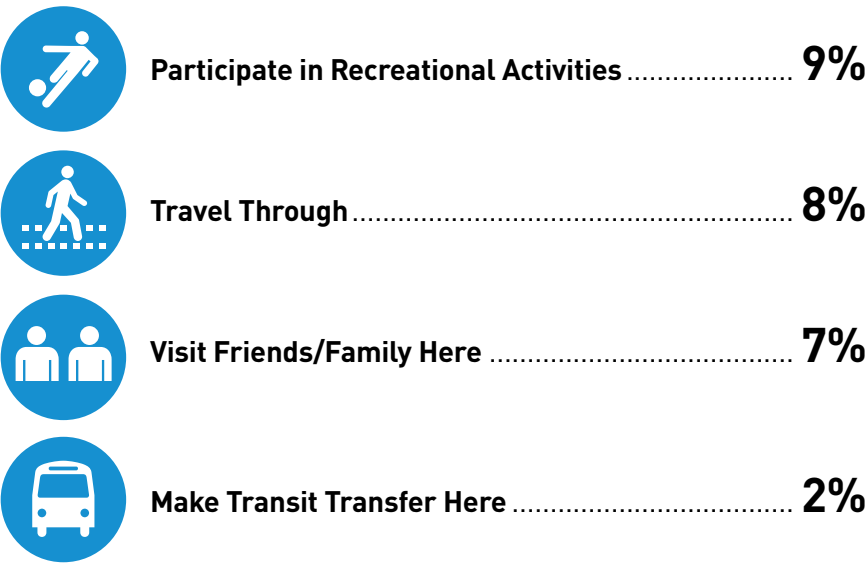 Participate in Recreational Activities ...................... 9%
Travel Through .......................................................... 8%
Visit Friends/Family Here ........................................ 7%
Make Transit Transfer Here ..................................... 2%